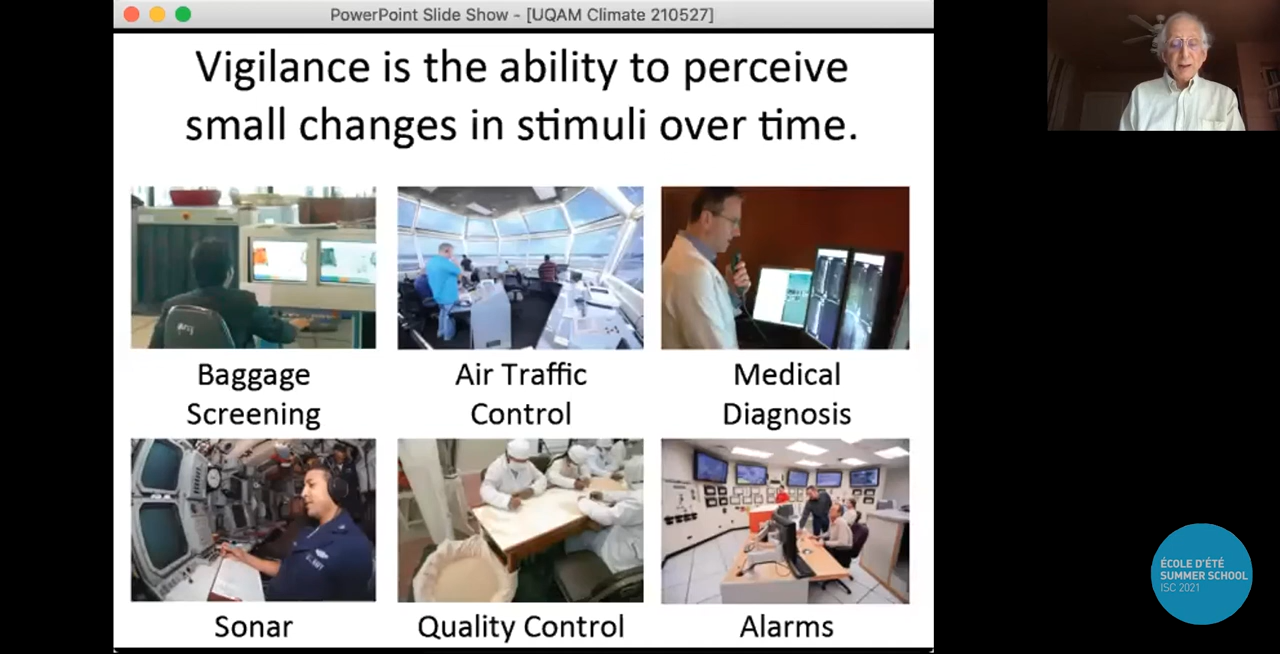 PowerPoint Slide Show - [UQAM Climate 210527]
Vigilance is the ability to perceive
small changes in stimuli over time.
Baggage
Screening
Air Traffic
Control
Medical
Diagnosis
Sonar
Quality Control
Alarms
ÉCOLE D'ÉTÉ
SUMMER SCHOOL
ISC 2021